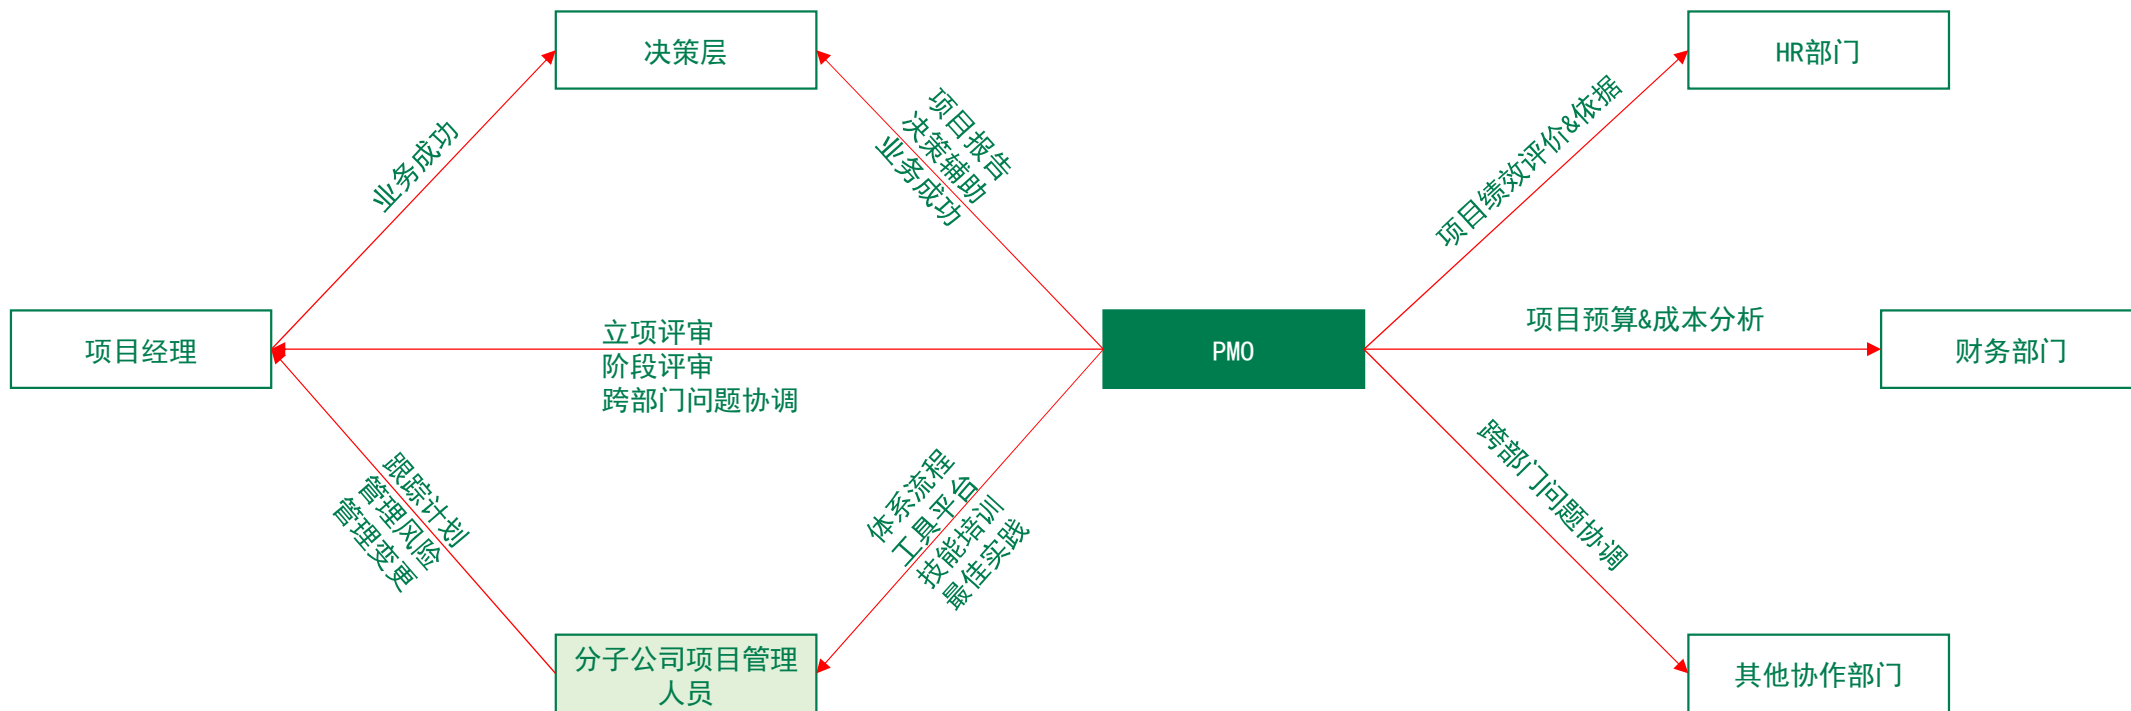 决策层
HR部门
业务成功
项目报告
决策辅助
业务成功
项目绩效评价&依据
项目经理
立项评审
阶段评审
跨部门问题协调
PMO
项目预算&成本分析
财务部门
跟踪计划
管理风险
管理变更
体系流程
工具平台
技能培训
最佳实践
跨部门问题协调
分子公司项目管理
人员
其他协作部门